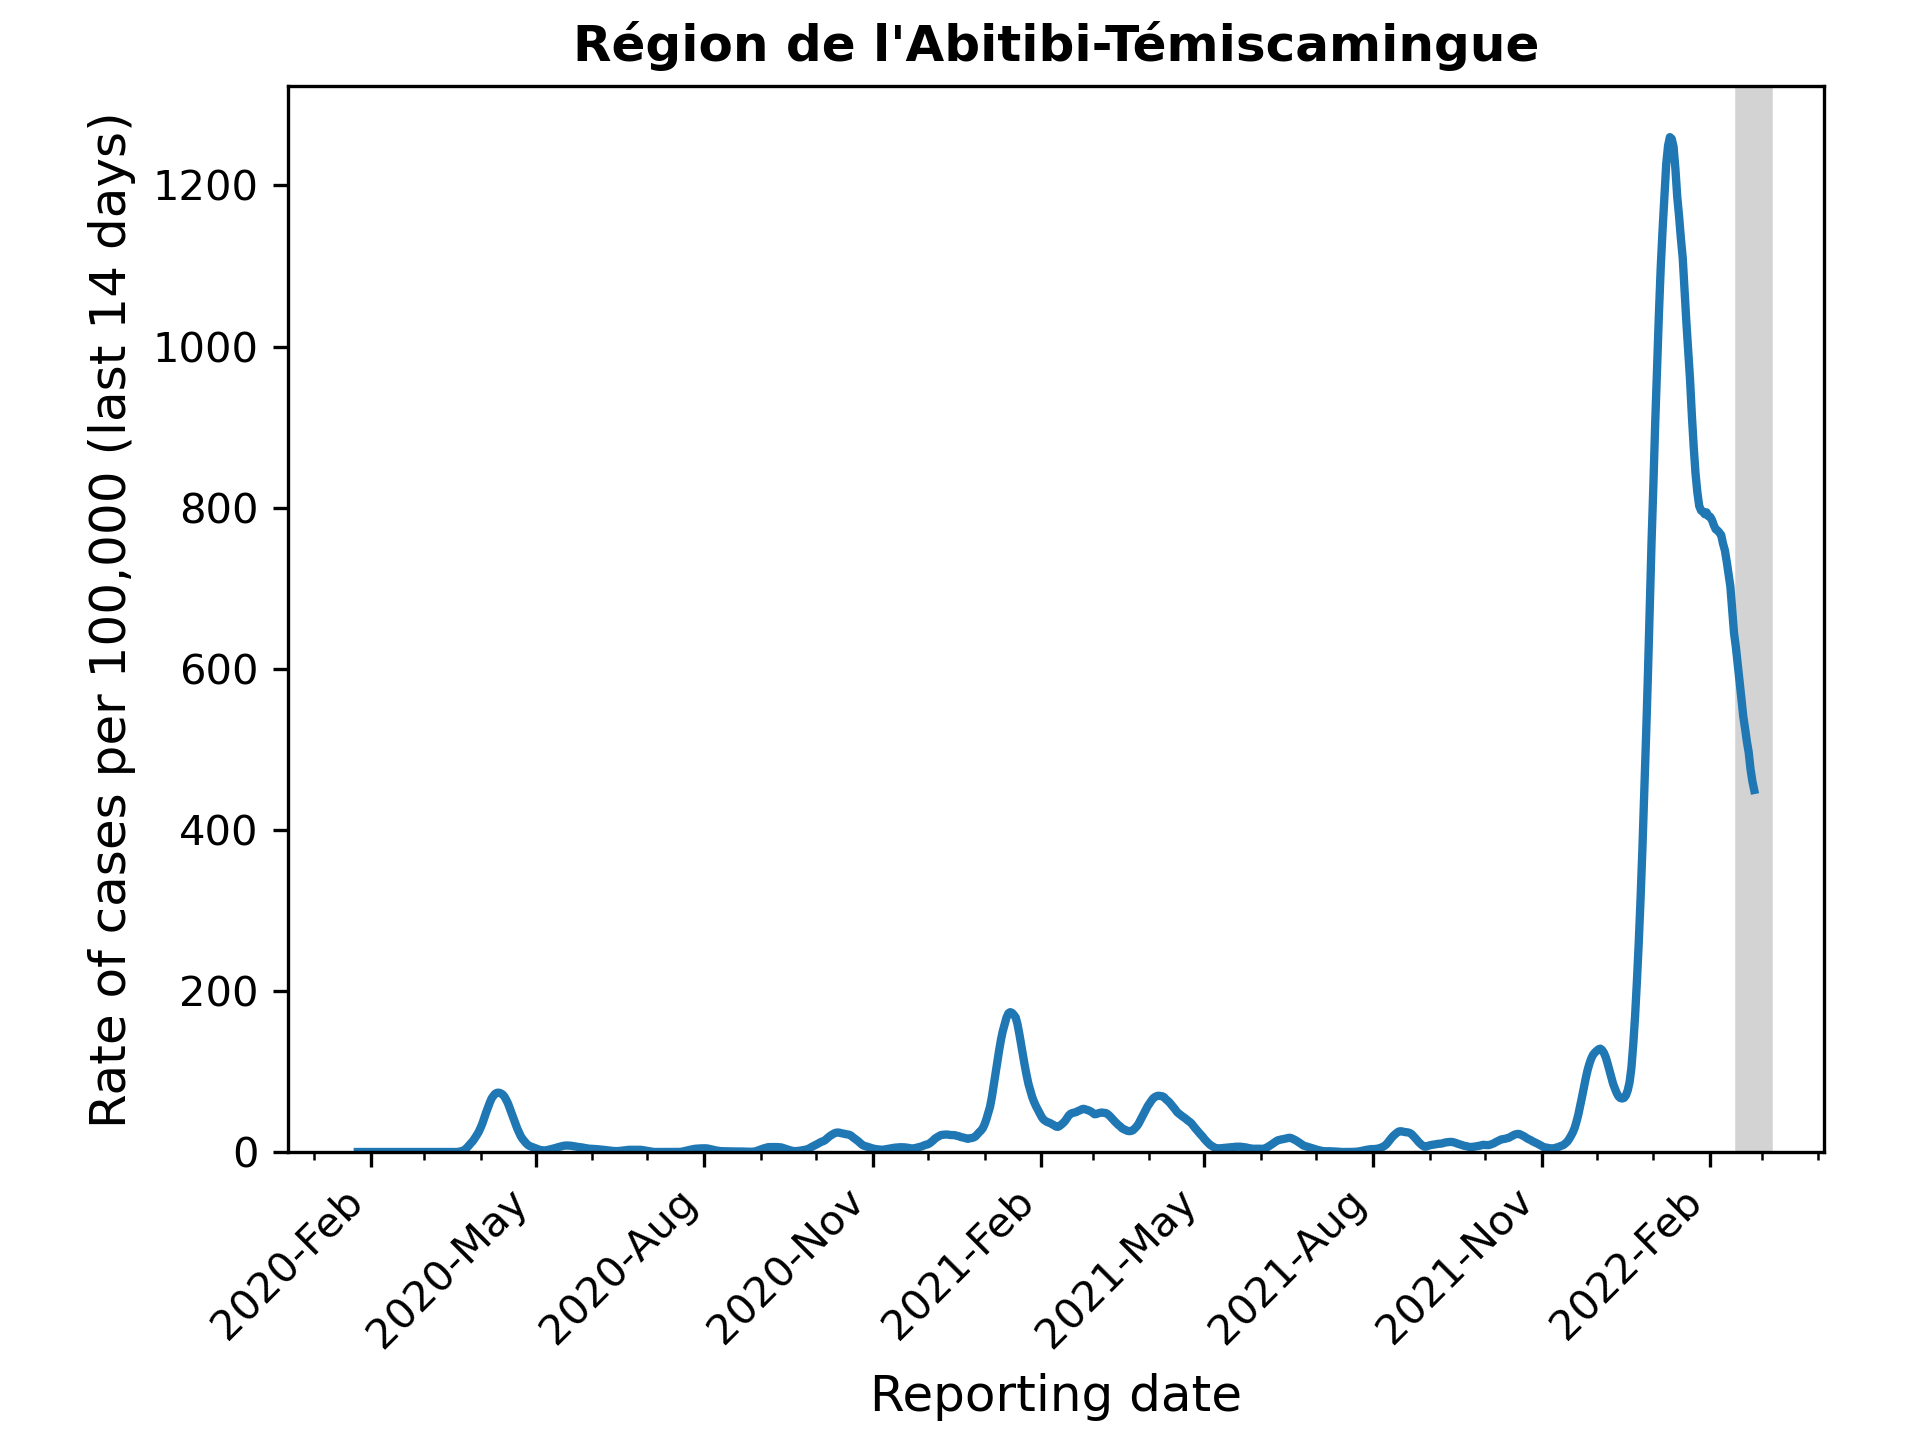 Région de l'Abitibi-Témiscamingue
Rate of cases per 100,000 (last 14 days)
1200
1000
800
600
400
200
0
2020-Feb
2020-May
2020-Aug
2020-Nov
2021-Feb
2021-May
2021-Aug
2021-Nov
2022-Feb
Reporting date